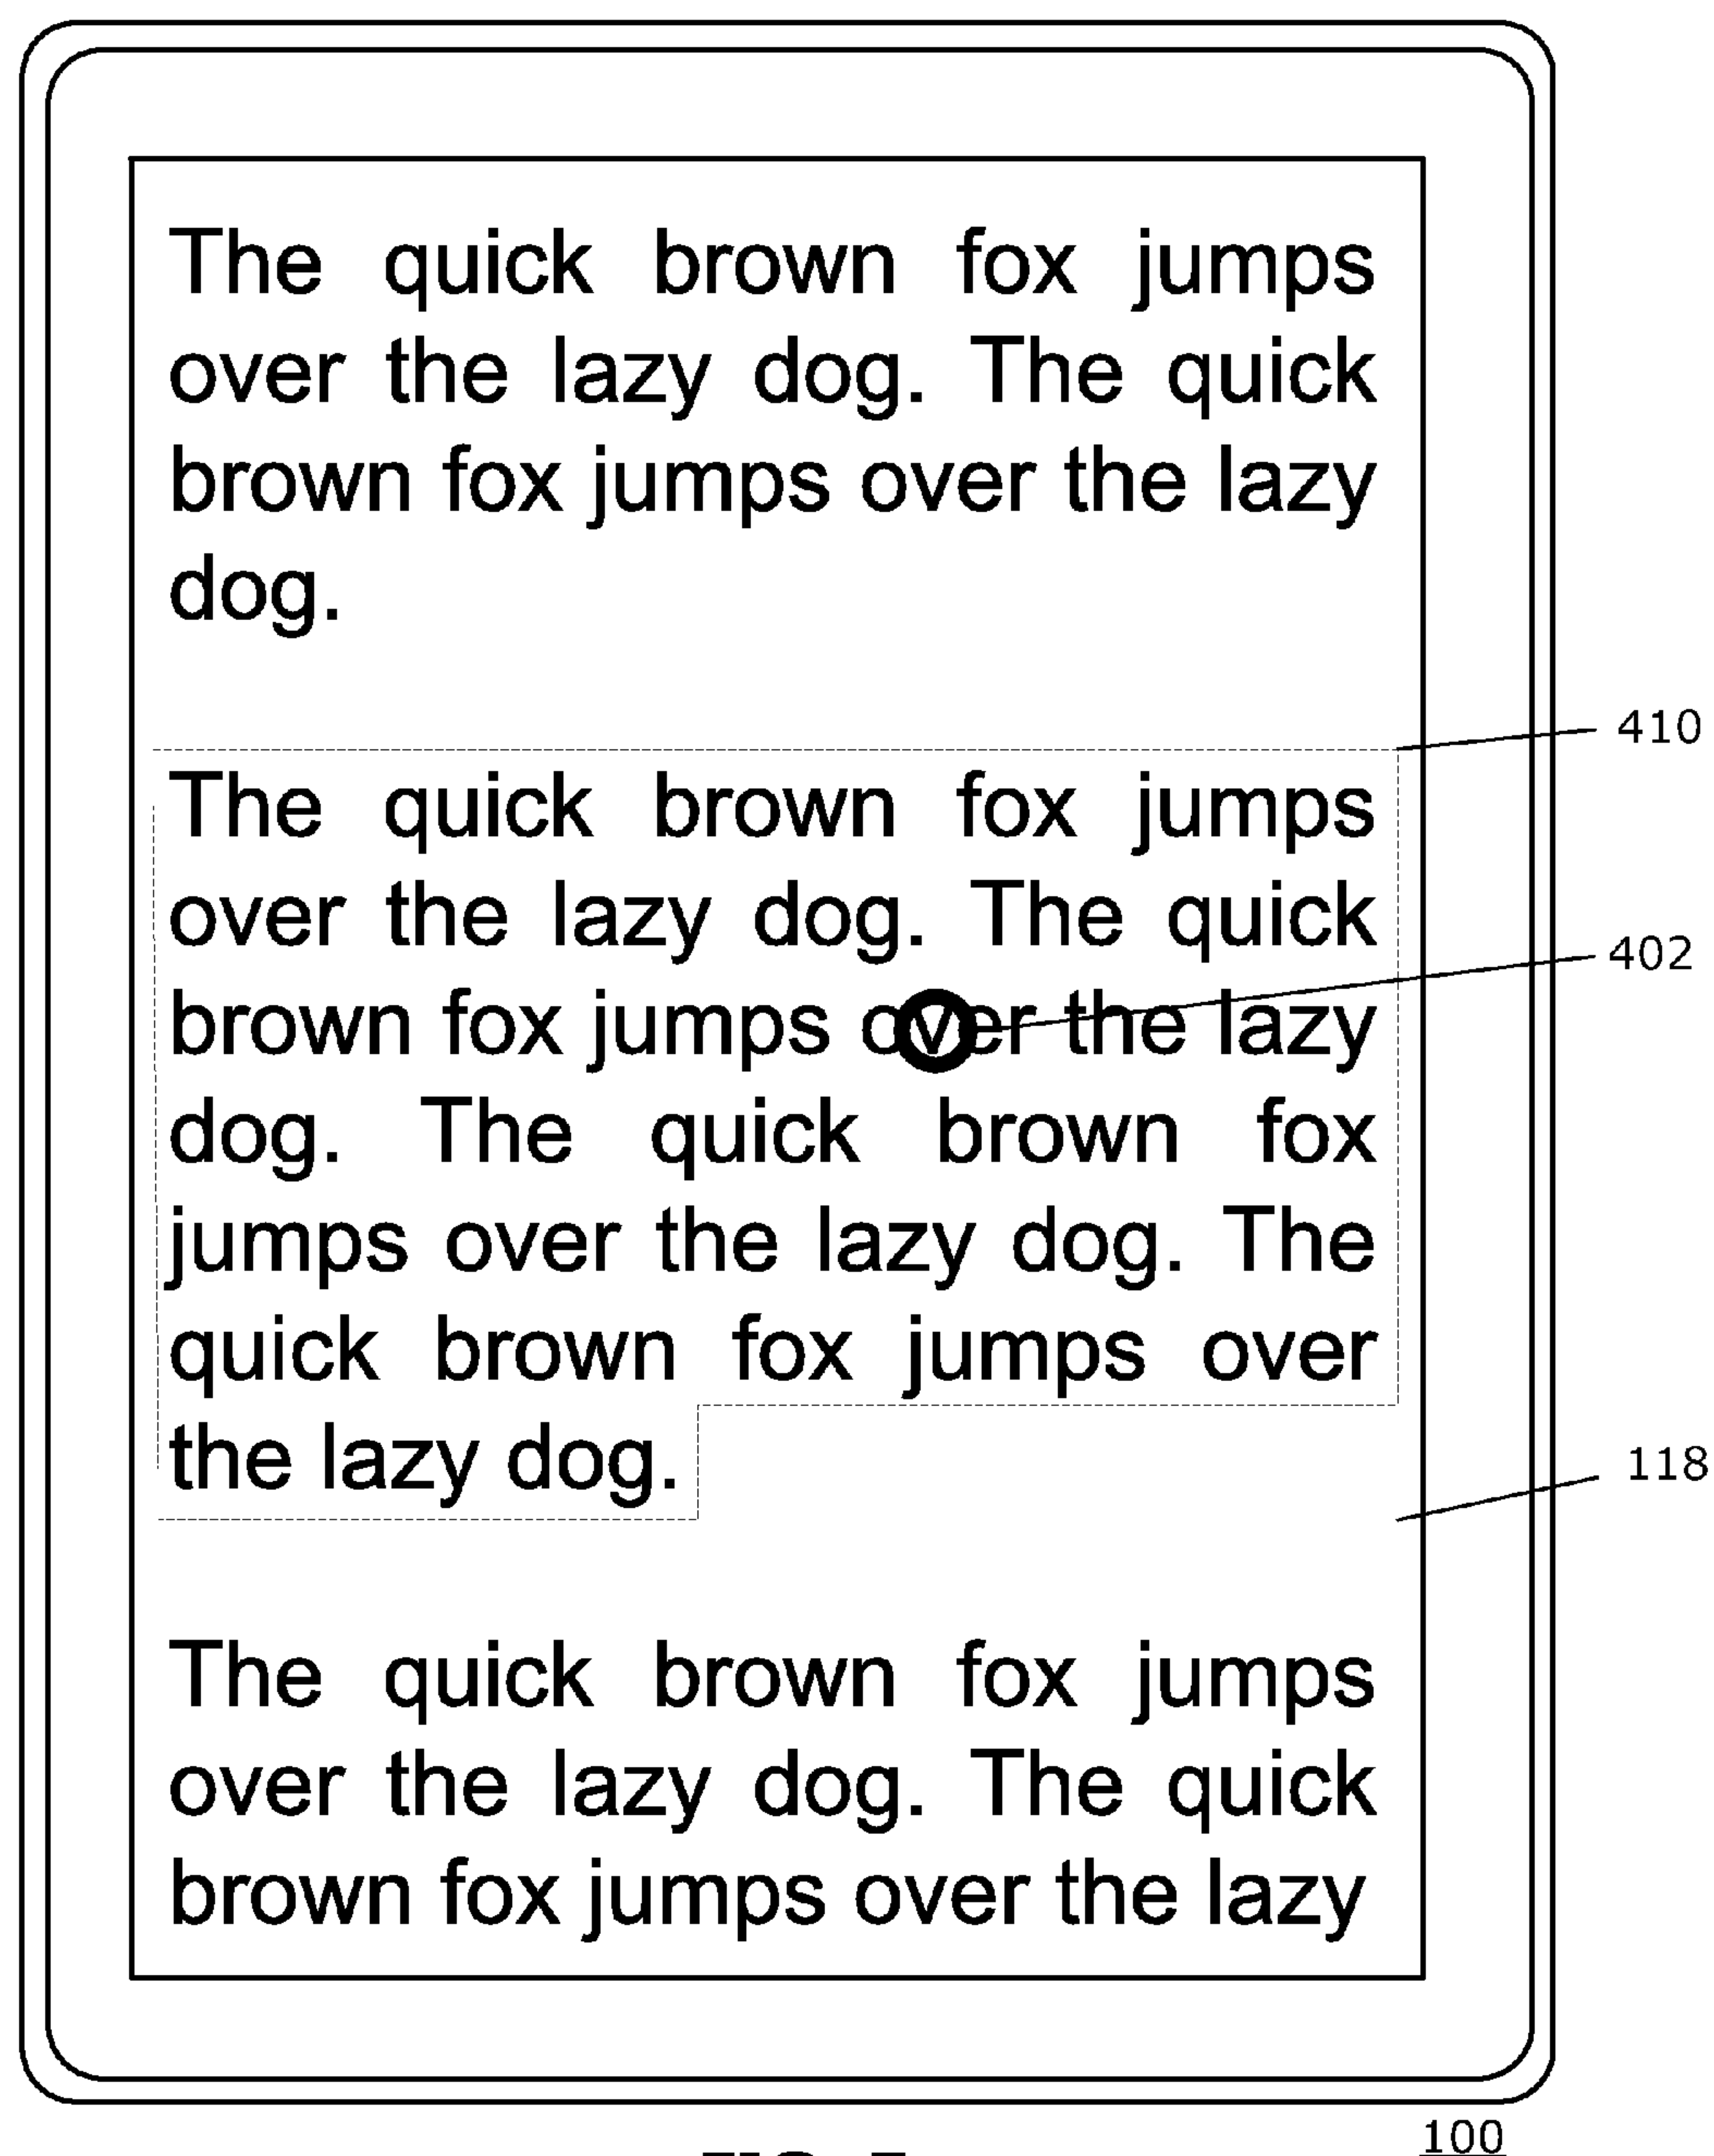 The quick brown fox jumps
over the lazy dog. The quick
brown fox jumps over the lazy
dog.
410
The quick brown fox jumps
over the lazy dog. The quick
402
brown fox jumps over the lazy
dog. The quick brown fox
jumps over the lazy dog. The
quick brown fox jumps over
the lazy dog.
118
The quick brown fox jumps
over the lazy dog. The quick
brown fox jumps over the lazy
100